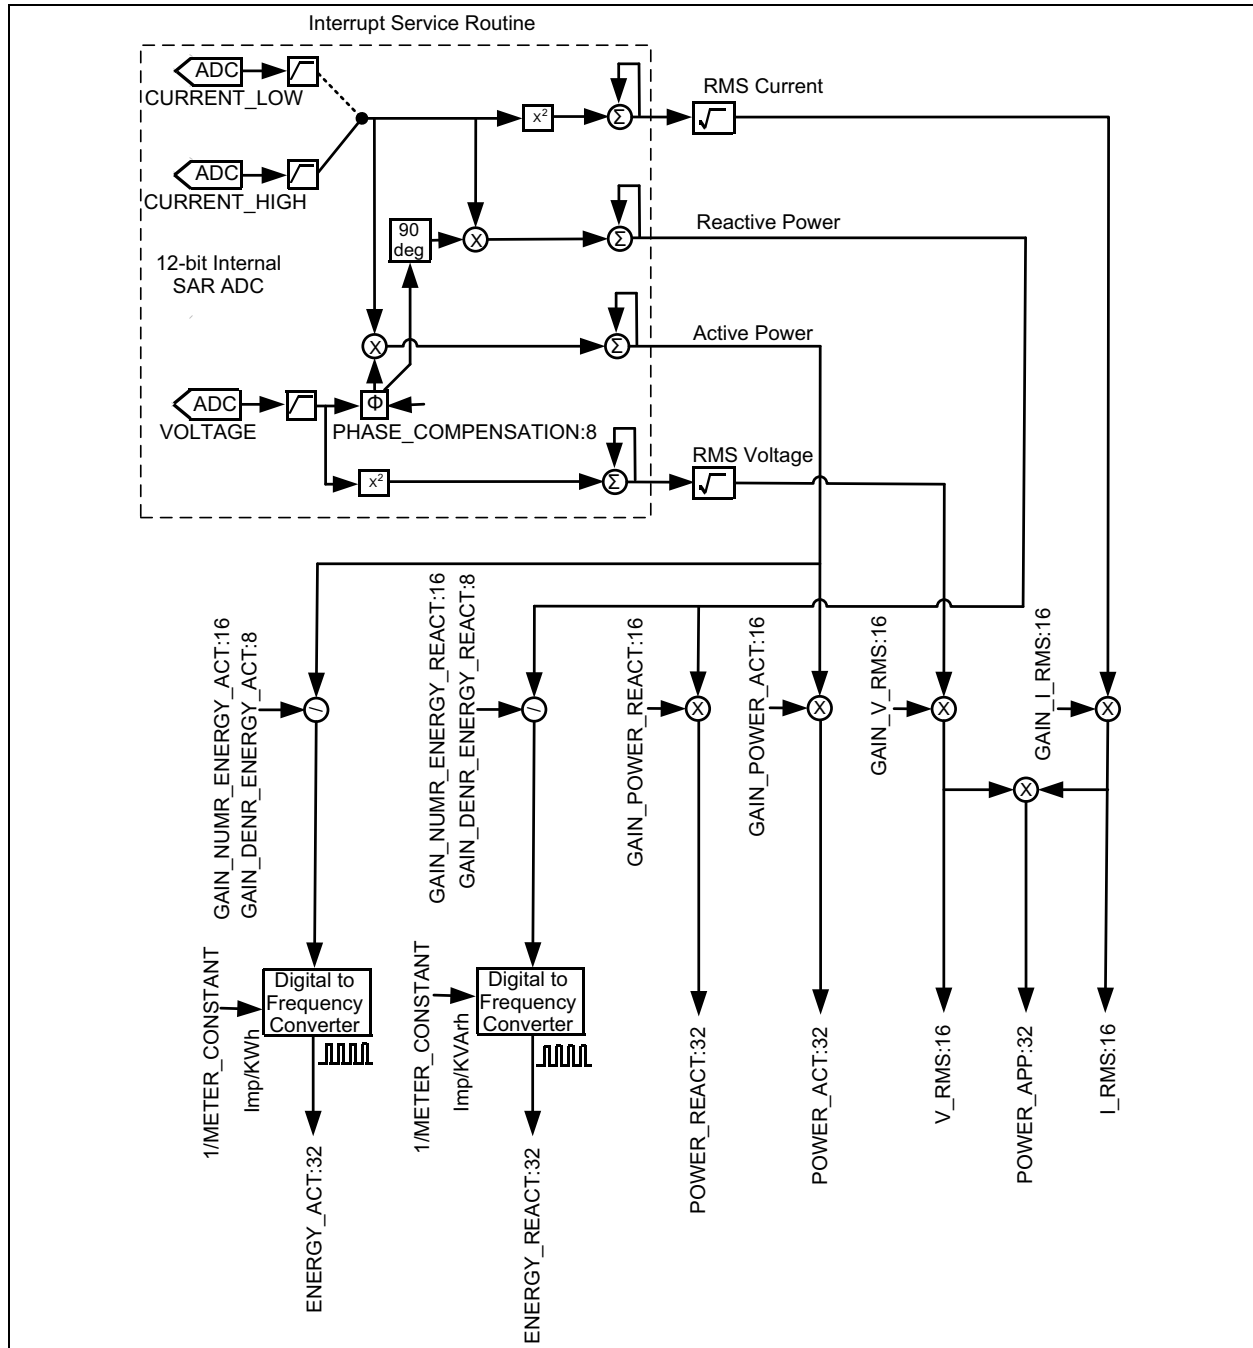 Interrupt Service Routine
ADC
CURRENT_LOW
x²
Σ
RMS Current
√
ADC
CURRENT_HIGH
90
deg
X
Σ
Reactive Power
12-bit Internal
SAR ADC
X
Σ
Active Power
ADC
VOLTAGE
Φ
PHASE_COMPENSATION:8
x²
Σ
RMS Voltage
√
GAIN_NUMR_ENERGY_ACT:16
GAIN_DENR_ENERGY_ACT:8
/
GAIN_NUMR_ENERGY_REACT:16
GAIN_DENR_ENERGY_REACT:8
/
GAIN_POWER_REACT:16
X
GAIN_POWER_ACT:16
X
GAIN_V_RMS:16
X
GAIN_I_RMS:16
X
X
1/METER_CONSTANT
Imp/KWh
Digital to
Frequency
Converter
1/METER_CONSTANT
Imp/KVArh
Digital to
Frequency
Converter
ENERGY_ACT:32
ENERGY_REACT:32
POWER_REACT:32
POWER_ACT:32
V_RMS:16
POWER_APP:32
I_RMS:16